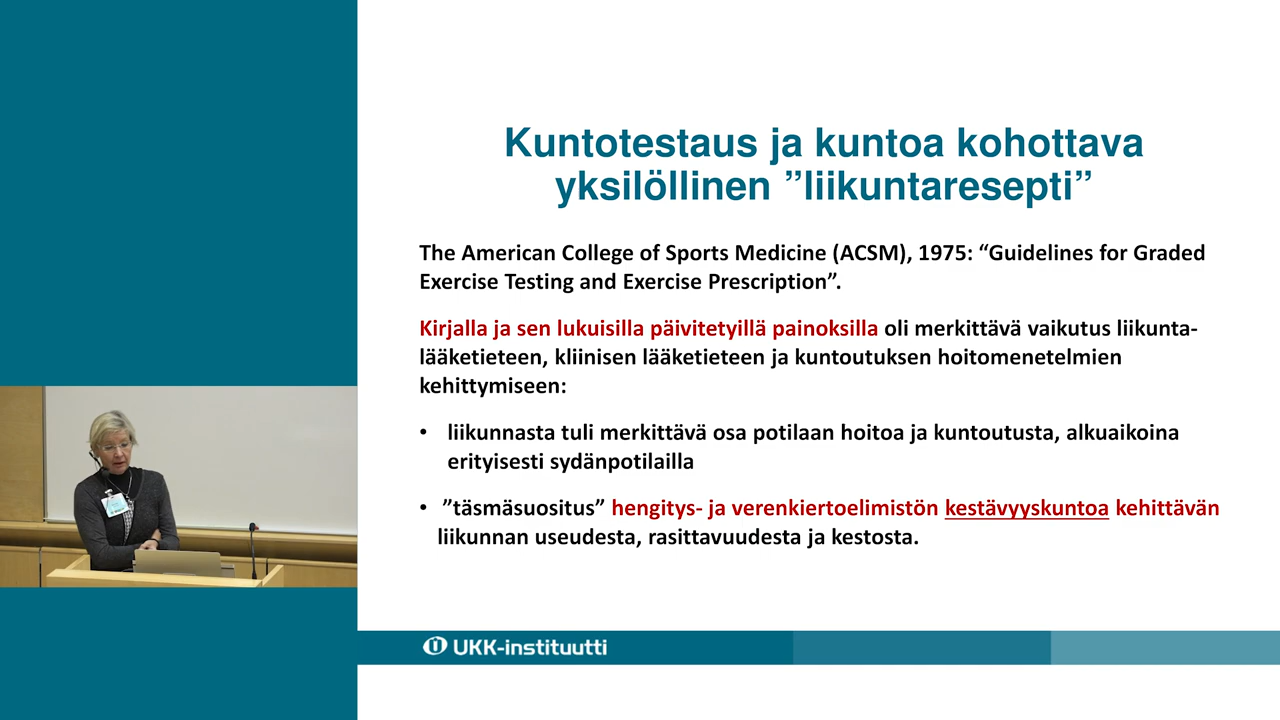 Kuntotestaus ja kuntoa kohottava
yksilöllinen ”liikuntaresepti”
The American College of Sports Medicine (ACSM), 1975: “Guidelines for Graded
Exercise Testing and Exercise Prescription”.
Kirjalla ja sen lukuisilla päivitetyillä painoksilla oli merkittävä vaikutus liikunta-
lääketieteen, kliinisen lääketieteen ja kuntoutuksen hoitomenetelmien
kehittymiseen:
• liikunnasta tuli merkittävä osa potilaan hoitoa ja kuntoutusta, alkuaikoina
erityisesti sydänpotilailla
• ”täsmäsuositus” hengitys- ja verenkiertoelimistön kestävyyskuntoa kehittävän
liikunnan useudesta, rasittavuudesta ja kestosta.
UKK-instituutti